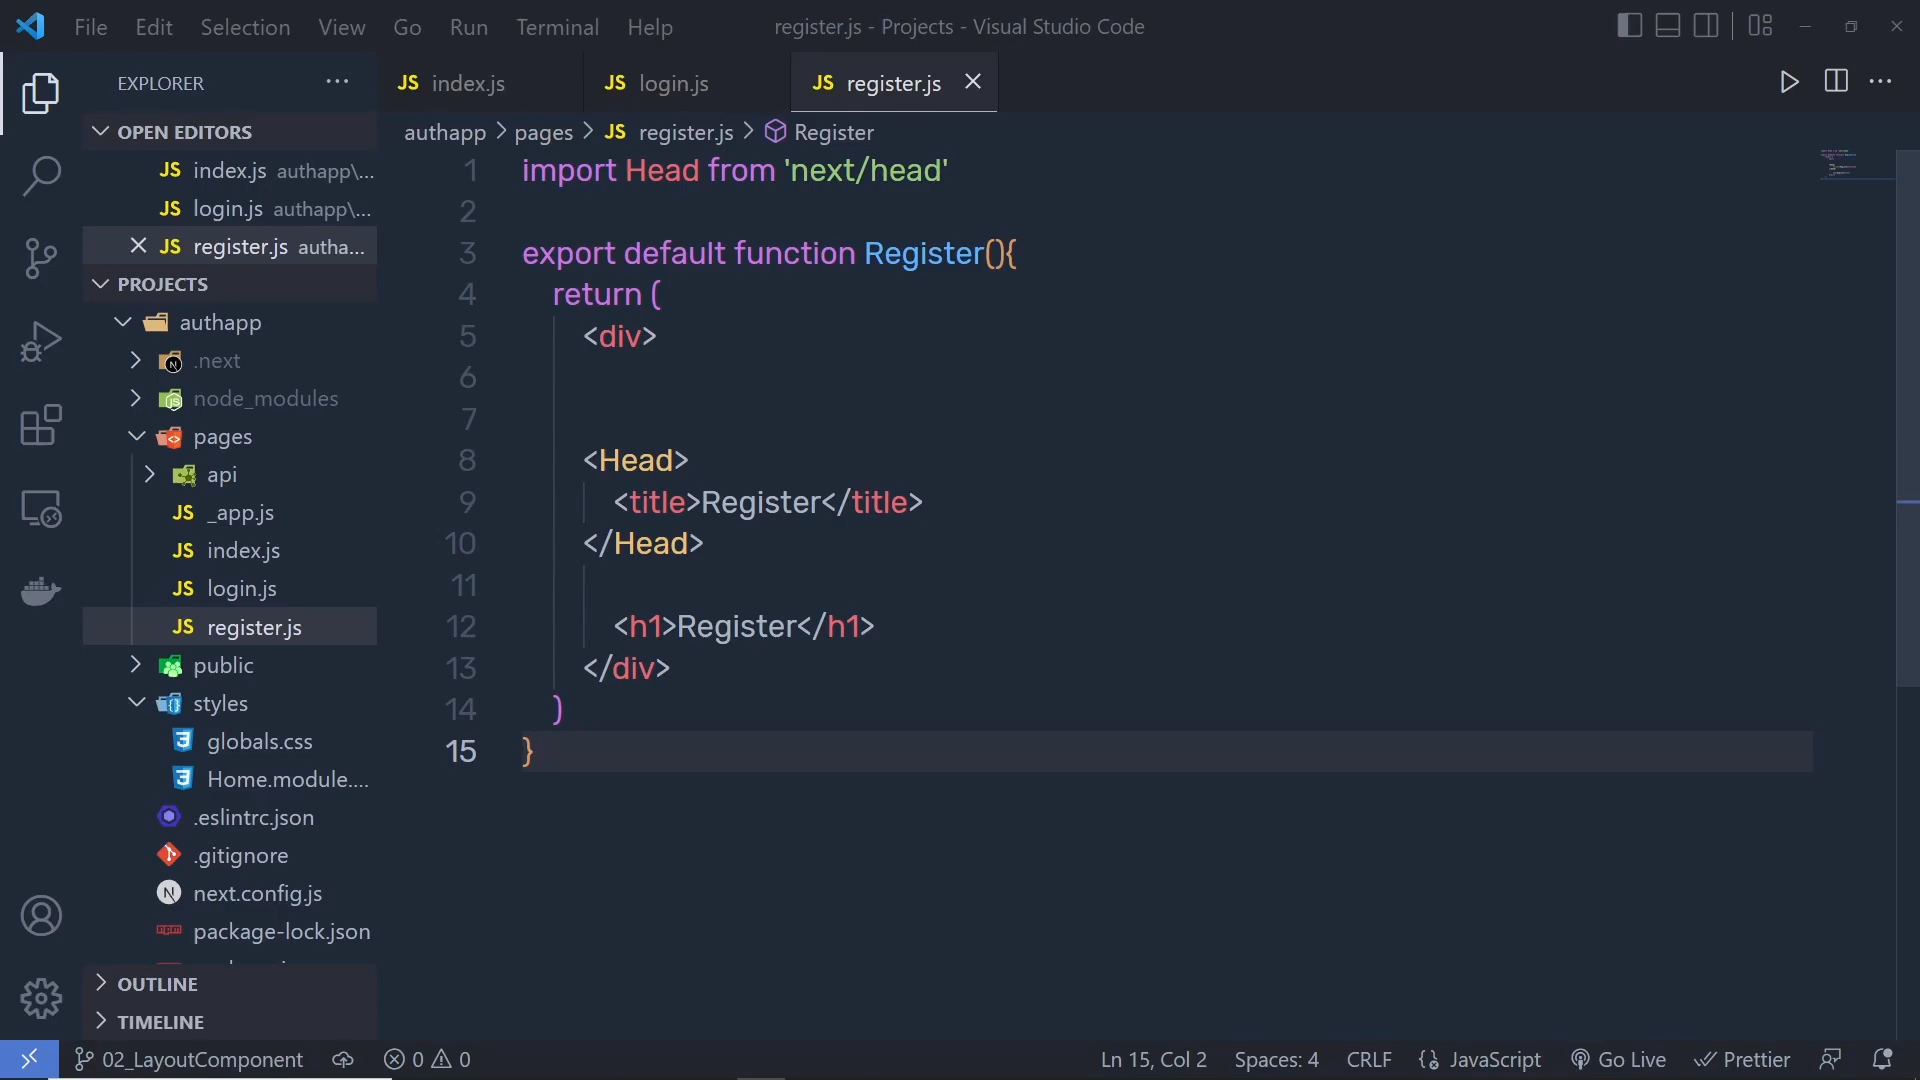 File Edit Selection View Go Run Terminal Help register.js - Projects - Visual Studio Code
EXPLORER ...
JS index.js JS login.js JS register.js
OPEN EDITORS
JS index.js authapp\...
JS login.js authapp\...
JS register.js autha...
PROJECTS
authapp
.next
node_modules
pages
api
JS _app.js
JS index.js
JS login.js
JS register.js
public
styles
globals.css
Home.module....
.eslintrc.json
.gitignore
next.config.js
package-lock.json
OUTLINE
TIMELINE
authapp > pages > JS register.js > Register
1 import Head from 'next/head'
2
3 export default function Register(){
4 return (
5 <div>
6
7
8 <Head>
9 <title>Register</title>
10 </Head>
11
12 <h1>Register</h1>
13 </div>
14 )
15 }
02_LayoutComponent 0 0 Ln 15, Col 2 Spaces: 4 CRLF JavaScript Go Live Prettier